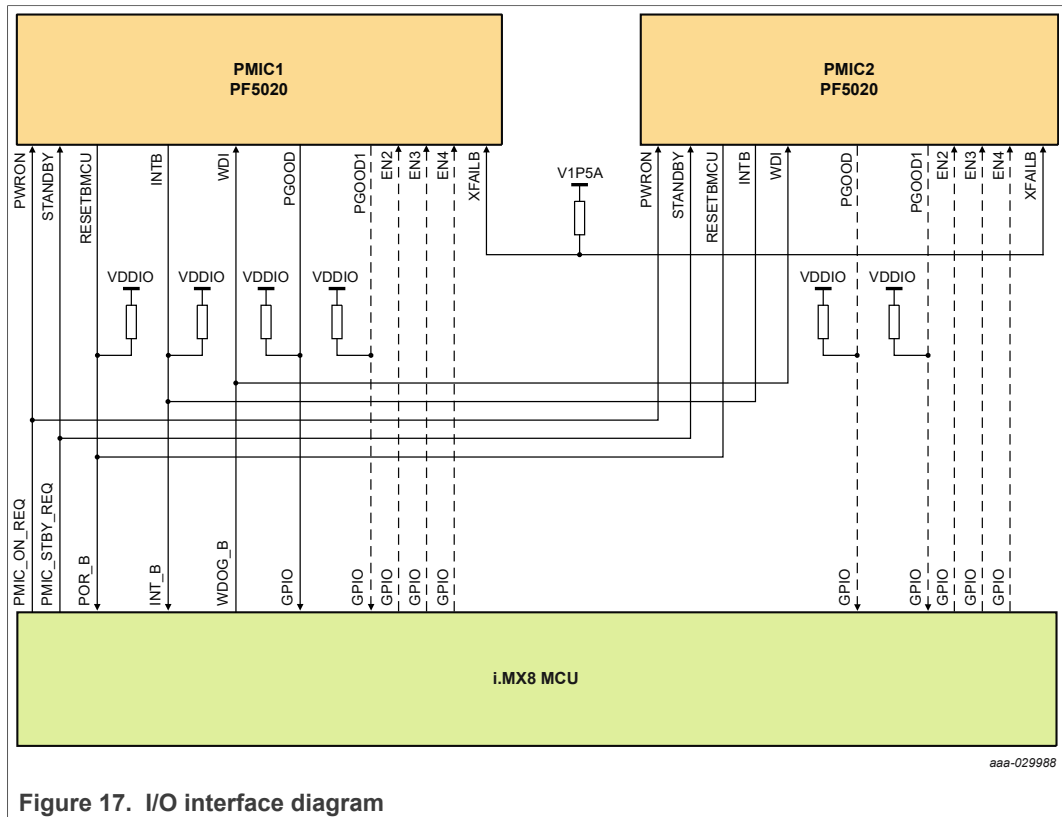 PMIC1
PF5020
PMIC2
PF5020
PWRON
STANDBY
RESETBMCU
INTB
WDI
PGOOD
PGOOD1
EN2
EN3
EN4
XFAILB
V1P5A
PWRON
STANDBY
RESETBMCU
INTB
WDI
PGOOD
PGOOD1
EN2
EN3
EN4
XFAILB
VDDIO
VDDIO
VDDIO
VDDIO
VDDIO
VDDIO
PMIC_ON_REQ
PMIC_STBY_REQ
POR_B
INT_B
WDOG_B
GPIO
GPIO
GPIO
GPIO
GPIO
GPIO
GPIO
GPIO
GPIO
GPIO
i.MX8 MCU
aaa-029988
Figure 17. I/O interface diagram